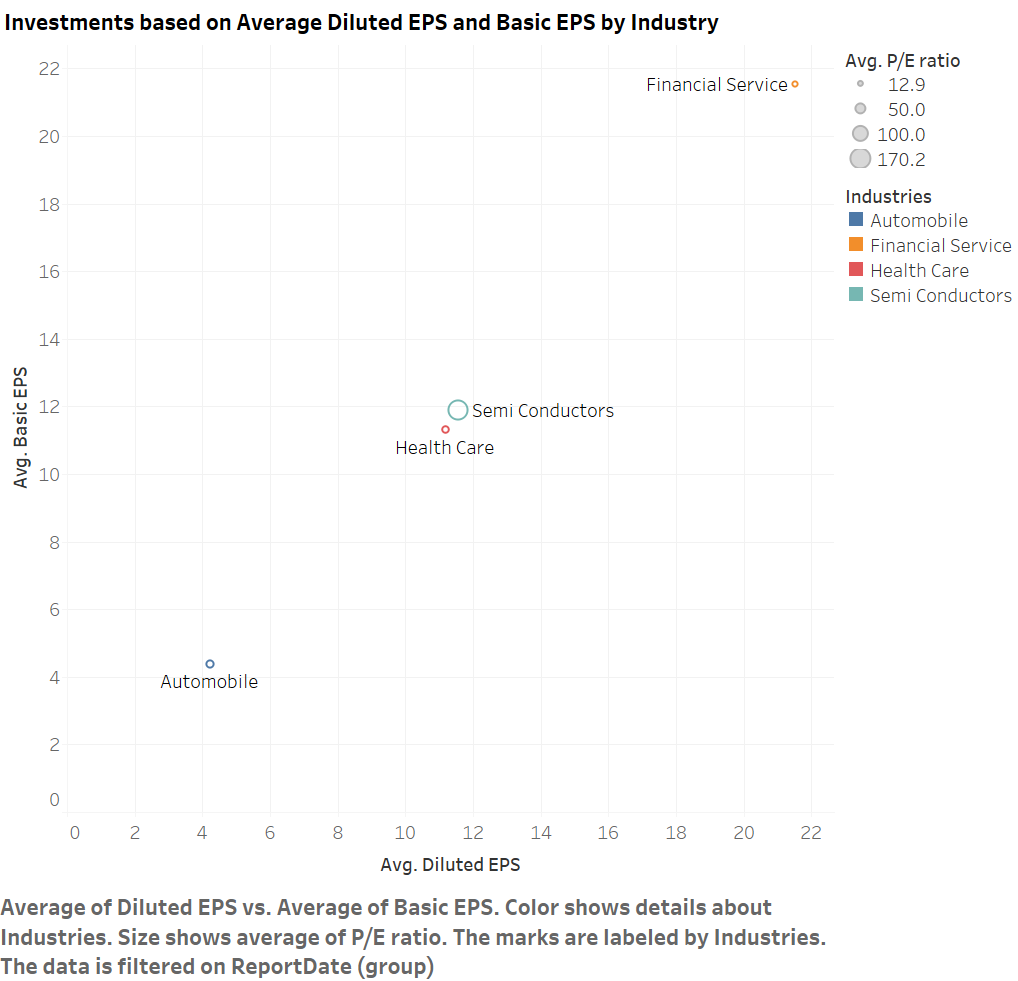 Investments based on Average Diluted EPS and Basic EPS by Industry
22
20
18
16
14
12
10
8
6
4
2
0
Avg. Basic EPS
Financial Service
Semi Conductors
Health Care
Automobile
0 2 4 6 8 10 12 14 16 18 20 22
Avg. Diluted EPS
Avg. P/E ratio
12.9
50.0
100.0
170.2
Industries
Automobile
Financial Service
Health Care
Semi Conductors
Average of Diluted EPS vs. Average of Basic EPS. Color shows details about
Industries. Size shows average of P/E ratio. The marks are labeled by Industries.
The data is filtered on ReportDate (group)